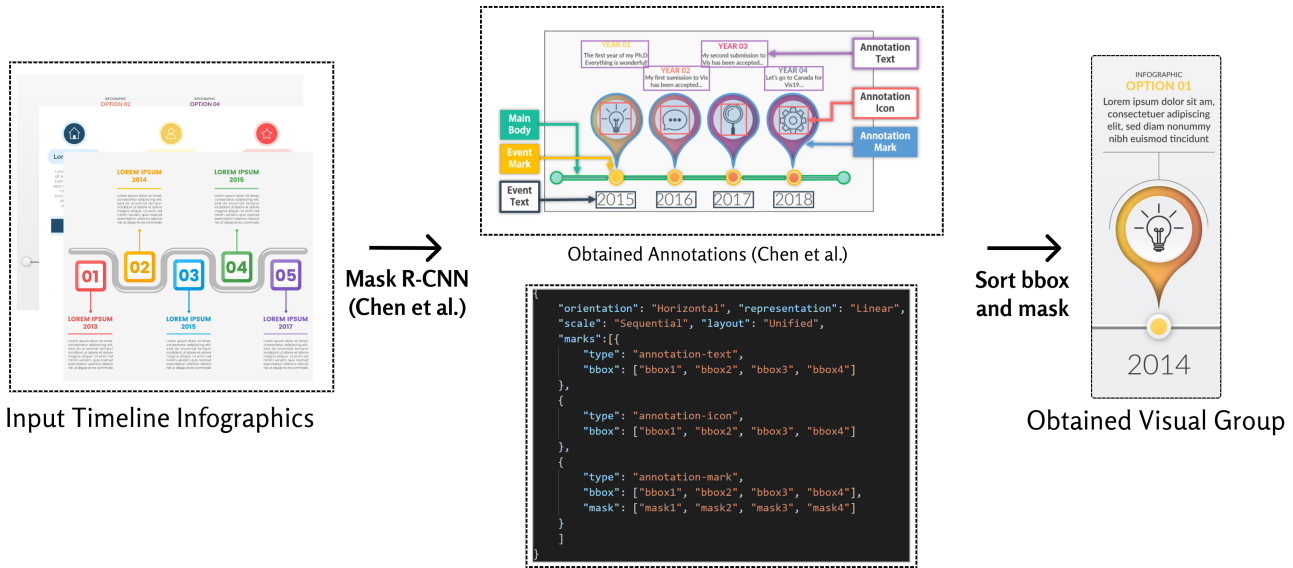 INFOGRAPHIC
OPTION 02
INFOGRAPHIC
OPTION 04
Lor
LOREM IPSUM
2014
LOREM IPSUM
2016
01
02
03
04
05
LOREM IPSUM
2013
LOREM IPSUM
2015
LOREM IPSUM
2017
Input Timeline Infographics
Mask R-CNN
(Chen et al.)
YEAR 01
The first year of my Ph.D
Everything is wonderful!
YEAR 02
My first sumission to Vis
has been accepted...
YEAR 03
My second submission to
Vis has been accepted...
YEAR 04
Let's go to Canada for
Vis19...
Annotation
Text
Annotation
Icon
Annotation
Mark
Main
Body
Event
Mark
Event
Text
2015
2016
2017
2018
Obtained Annotations (Chen et al.)
{
"orientation": "Horizontal", "representation": "Linear",
"scale": "Sequential", "layout": "Unified",
"marks":[{
"type": "annotation-text",
"bbox": ["bbox1", "bbox2", "bbox3", "bbox4"]
},
{
"type": "annotation-icon",
"bbox": ["bbox1", "bbox2", "bbox3", "bbox4"]
},
{
"type": "annotation-mark",
"bbox": ["bbox1", "bbox2", "bbox3", "bbox4"],
"mask": ["mask1", "mask2", "mask3", "mask4"]
}
]
}
Sort bbox
and mask
INFOGRAPHIC
OPTION 01
Lorem ipsum dolor sit am,
consectetuer adipiscing
elit, sed diam nonummy
nibh euismod tincidunt
2014
Obtained Visual Group